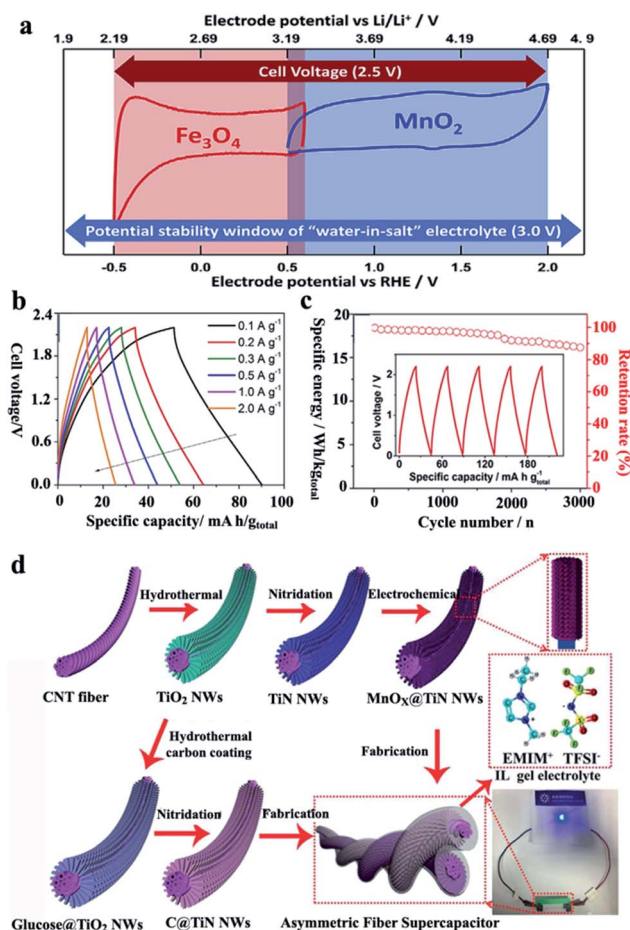 a
Electrode potential vs Li/Li⁺ / V
1.9 2.19 2.69 3.19 3.69 4.19 4.69 4.9
Cell Voltage (2.5 V)
Fe₃O₄ MnO₂
Potential stability window of "water-in-salt" electrolyte (3.0 V)
-0.5 0.0 0.5 1.0 1.5 2.0
Electrode potential vs RHE / V
b
Cell voltage/V
2.4
1.8
1.2
0.6
0.0
0.1 A g⁻¹
0.2 A g⁻¹
0.3 A g⁻¹
0.5 A g⁻¹
1.0 A g⁻¹
2.0 A g⁻¹
0 20 40 60 80 100
Specific capacity/ mA h/gtotal
c
Specific energy / Wh/kgtotal
20
15
10
5
0
Cell voltage / V
2
1
0
0 60 120 180
Specific capacity / mA h g⁻¹total
100
80
60
40
20
0
Retention rate (%)
0 1000 2000 3000
Cycle number / n
d
Hydrothermal Nitridation Electrochemical
CNT fiber TiO₂ NWs TiN NWs MnOX@TiN NWs
Hydrothermal
carbon coating
Fabrication
EMIM⁺ TFSI⁻
IL gel electrolyte
Nitridation Fabrication
Glucose@TiO₂ NWs C@TiN NWs Asymmetric Fiber Supercapacitor